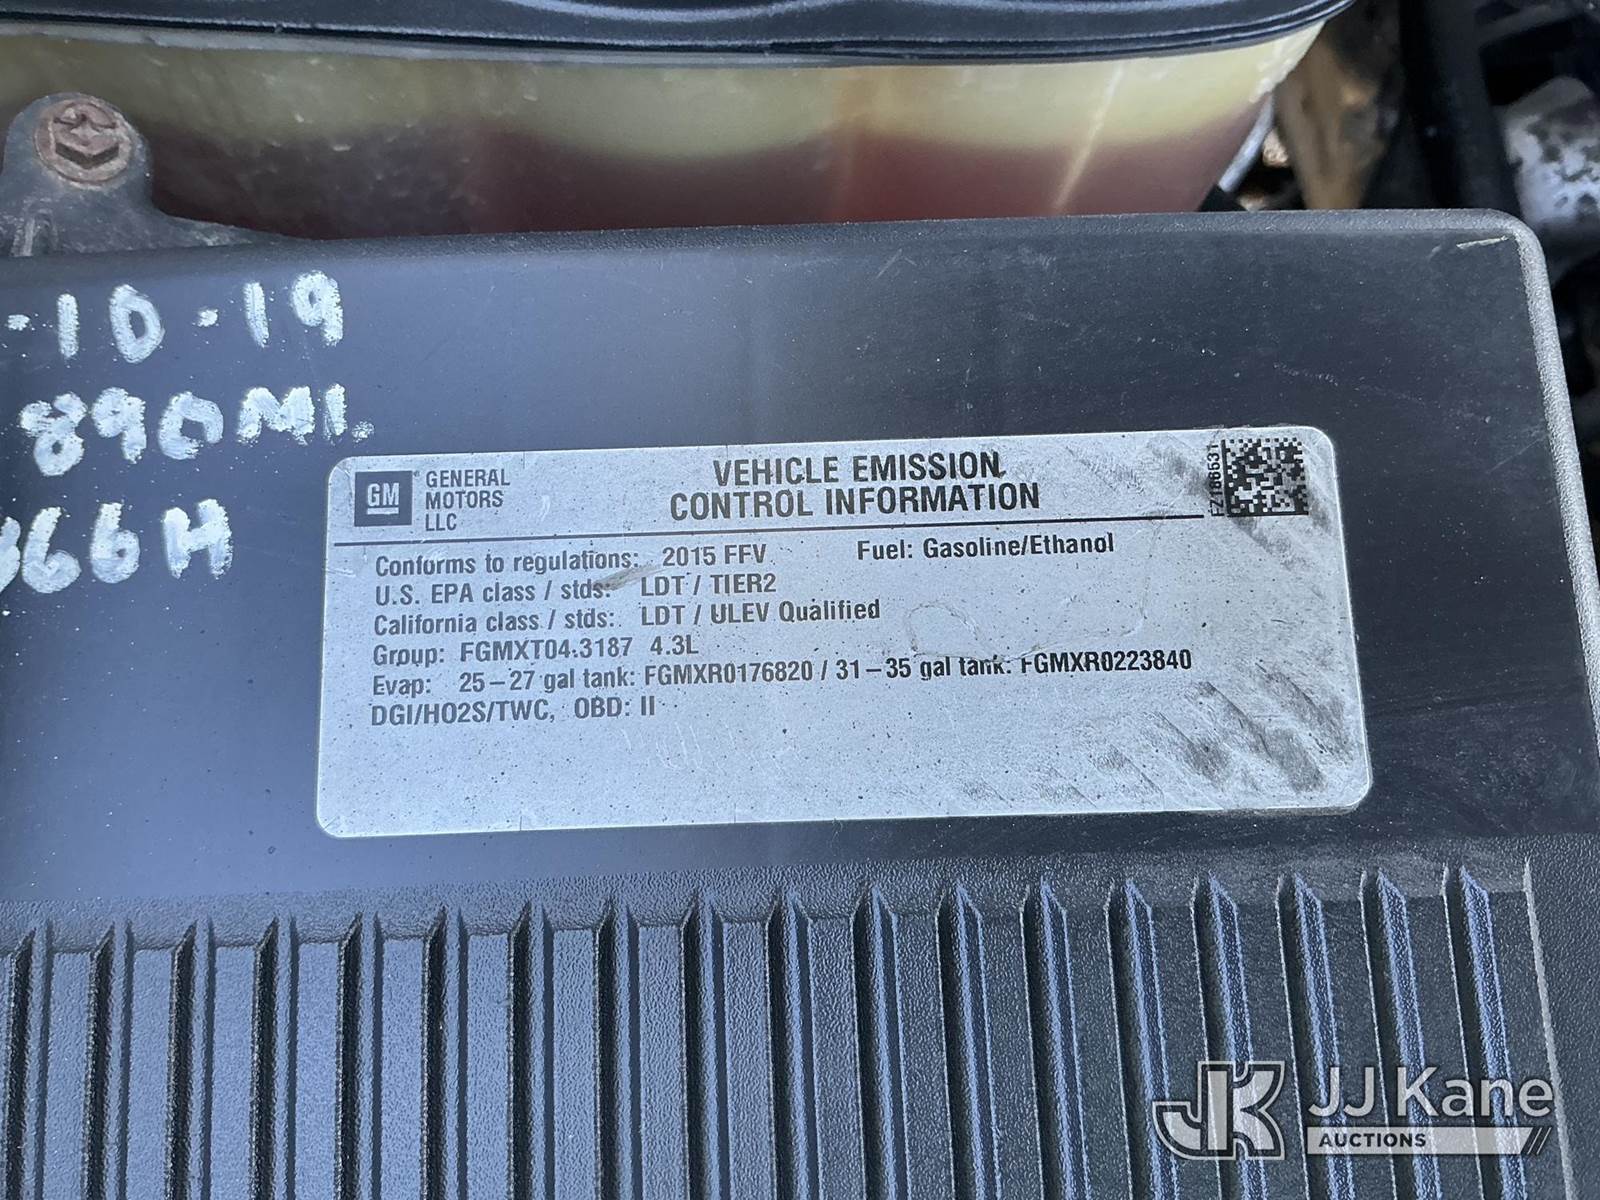 -10-19
890MI.
66H
GM
GENERAL
MOTORS
LLC
VEHICLE EMISSION
CONTROL INFORMATION
FZ166531
Conforms to regulations: 2015 FFV Fuel: Gasoline/Ethanol
U.S. EPA class / stds: LDT / TIER2
California class / stds: LDT / ULEV Qualified
Group: FGMXT04.3187 4.3L
Evap: 25-27 gal tank: FGMXR0176820 / 31-35 gal tank: FGMXR0223840
DGI/HO2S/TWC, OBD: II
JK JJ Kane
AUCTIONS